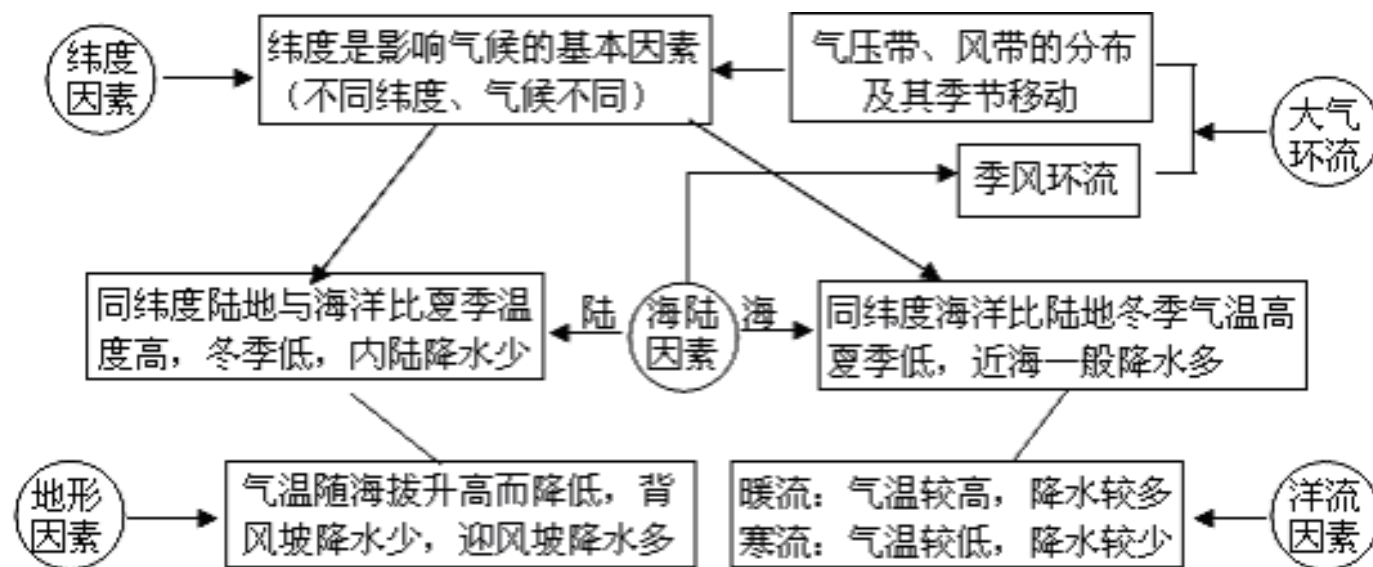 纬度
因素
纬度是影响气候的基本因素
（不同纬度、气候不同）
气压带、风带的分布
及其季节移动
大气
环流
季风环流
同纬度陆地与海洋比夏季温
度高，冬季低，内陆降水少
陆
海陆
因素
海
同纬度海洋比陆地冬季气温高
夏季低，近海一般降水多
地形
因素
气温随海拔升高而降低，背
风坡降水少，迎风坡降水多
暖流：气温较高，降水较多
寒流：气温较低，降水较少
洋流
因素